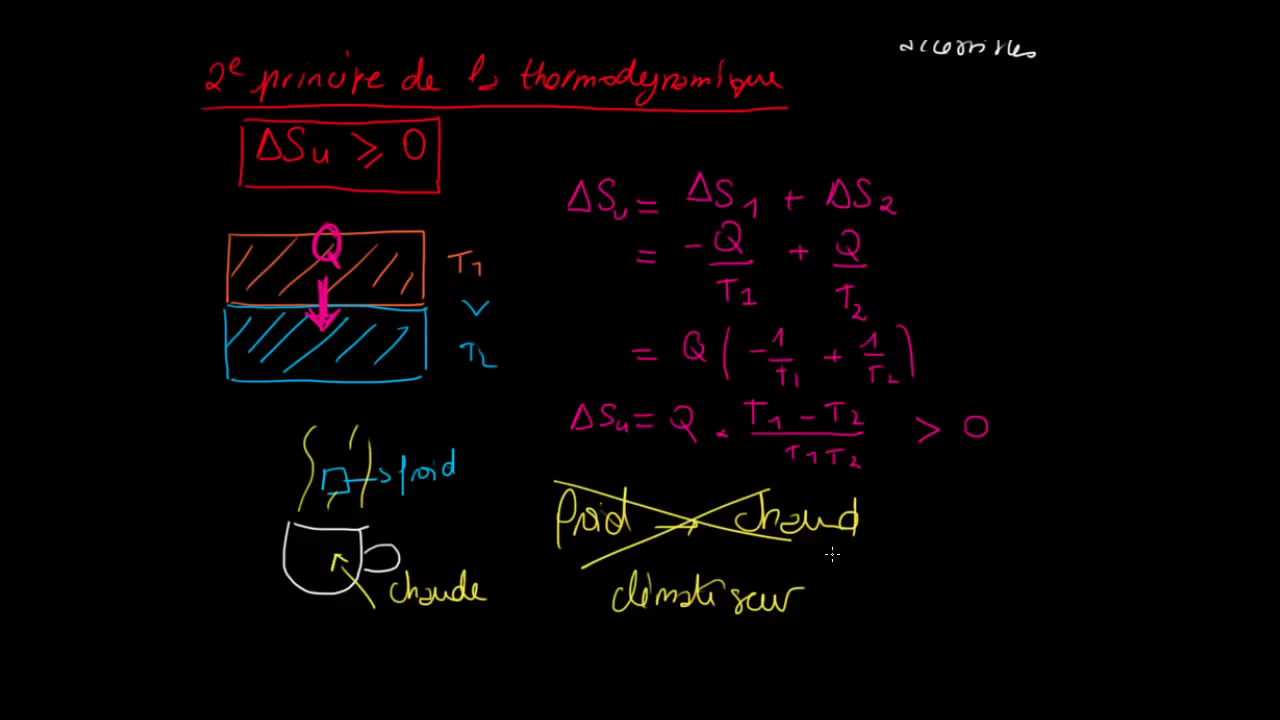 accessibles
2e principe de la thermodynamique
ΔSu ⩾ 0
ΔSu = ΔS1 + ΔS2
= - Q/T1 + Q/T2
= Q ( -1/T1 + 1/T2 )
ΔSu = Q . (T1 - T2)/(T1T2) > 0
Q
T1
V
T2
froid
chaude
froid → chaud
climatiseur